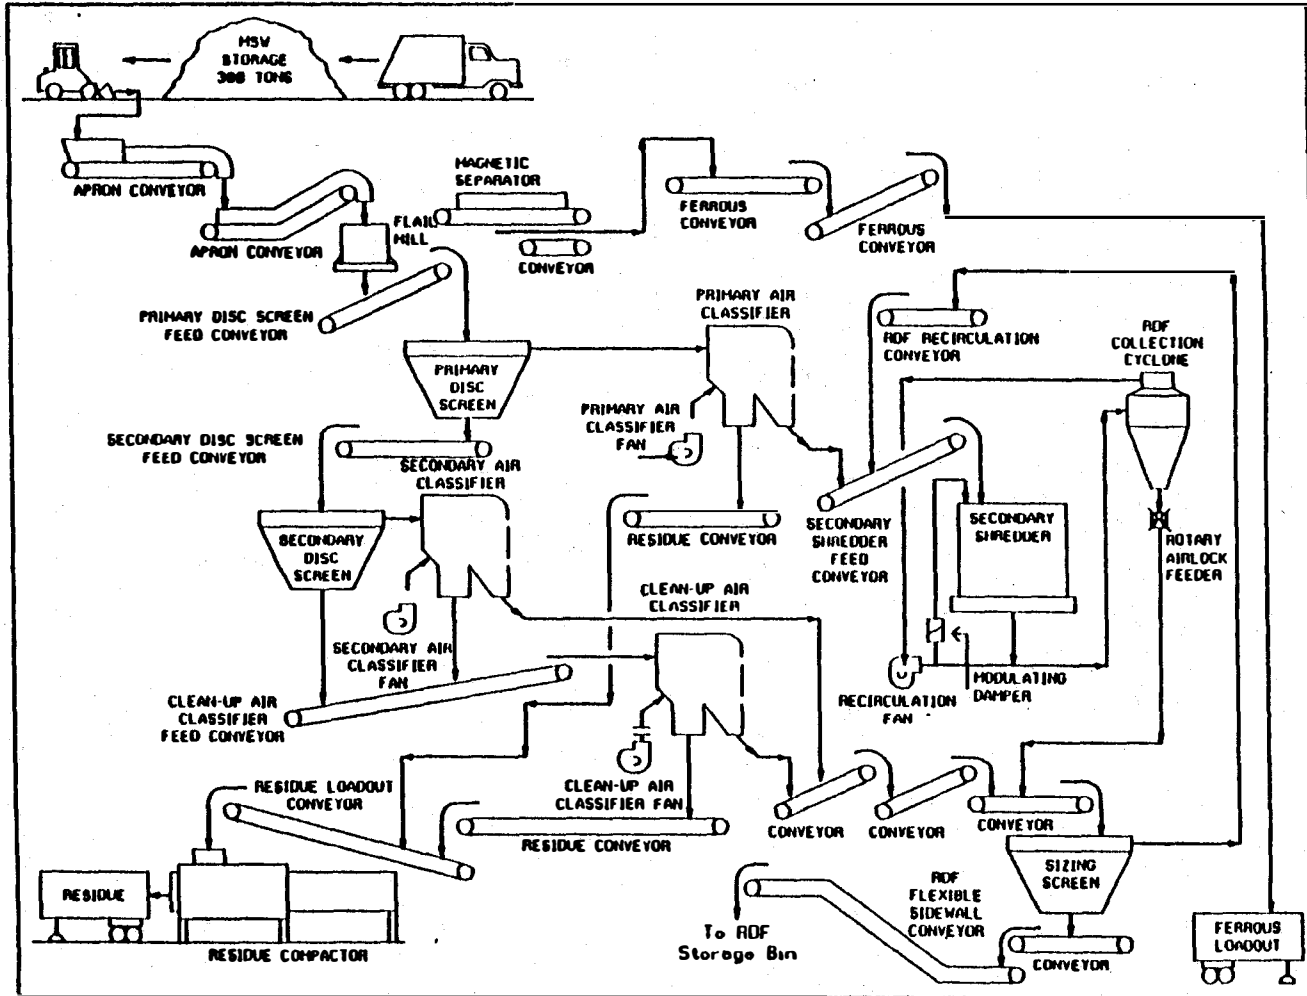 MSW
STORAGE
300 TONS
APRON CONVEYOR
APRON CONVEYOR
FLAIL
MILL
MAGNETIC
SEPARATOR
CONVEYOR
FERROUS
CONVEYOR
FERROUS
CONVEYOR
PRIMARY DISC SCREEN
FEED CONVEYOR
PRIMARY
DISC
SCREEN
PRIMARY AIR
CLASSIFIER
PRIMARY AIR
CLASSIFIER
FAN
RDF RECIRCULATION
CONVEYOR
RDF
COLLECTION
CYCLONE
SECONDARY DISC SCREEN
FEED CONVEYOR
SECONDARY AIR
CLASSIFIER
SECONDARY
DISC
SCREEN
RESIDUE CONVEYOR
SECONDARY
SHREDDER
FEED
CONVEYOR
SECONDARY
SHREDDER
ROTARY
AIRLOCK
FEEDER
SECONDARY AIR
CLASSIFIER
FAN
CLEAN-UP AIR
CLASSIFIER
MODULATING
DAMPER
RECIRCULATION
FAN
CLEAN-UP AIR
CLASSIFIER
FEED CONVEYOR
CLEAN-UP AIR
CLASSIFIER FAN
RESIDUE LOADOUT
CONVEYOR
RESIDUE CONVEYOR
CONVEYOR
CONVEYOR
CONVEYOR
SIZING
SCREEN
RDF
FLEXIBLE
SIDEWALL
CONVEYOR
CONVEYOR
To RDF
Storage Bin
RESIDUE
RESIDUE COMPACTOR
FERROUS
LOADOUT